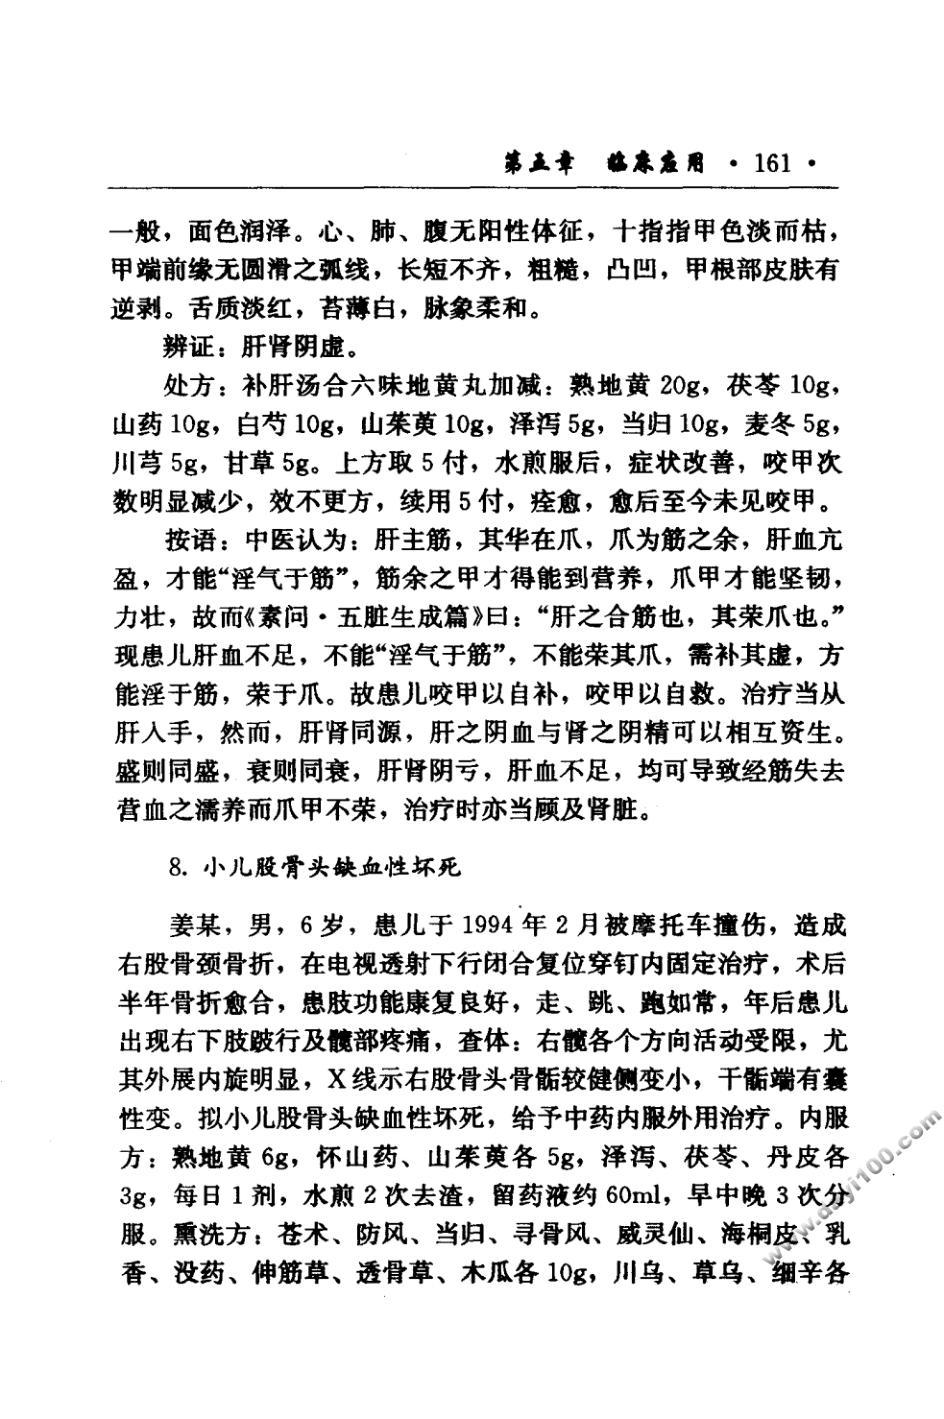 第五章　临床应用 · 161 ·
一般，面色润泽。心、肺、腹无阳性体征，十指指甲色淡而枯，
甲端前缘无圆滑之弧线，长短不齐，粗糙，凸凹，甲根部皮肤有
逆剥。舌质淡红，苔薄白，脉象柔和。
辨证：肝肾阴虚。
处方：补肝汤合六味地黄丸加减：熟地黄 20g，茯苓 10g，
山药 10g，白芍 10g，山茱萸 10g，泽泻 5g，当归 10g，麦冬 5g，
川芎 5g，甘草 5g。上方取 5 付，水煎服后，症状改善，咬甲次
数明显减少，效不更方，续用 5 付，痊愈，愈后至今未见咬甲。
按语：中医认为：肝主筋，其华在爪，爪为筋之余，肝血亢
盈，才能“淫气于筋”，筋余之甲才得能到营养，爪甲才能坚韧，
力壮，故而《素问·五脏生成篇》曰：“肝之合筋也，其荣爪也。”
现患儿肝血不足，不能“淫气于筋”，不能荣其爪，需补其虚，方
能淫于筋，荣于爪。故患儿咬甲以自补，咬甲以自救。治疗当从
肝入手，然而，肝肾同源，肝之阴血与肾之阴精可以相互资生。
盛则同盛，衰则同衰，肝肾阴亏，肝血不足，均可导致经筋失去
营血之濡养而爪甲不荣，治疗时亦当顾及肾脏。
8. 小儿股骨头缺血性坏死
姜某，男，6 岁，患儿于 1994 年 2 月被摩托车撞伤，造成
右股骨颈骨折，在电视透射下行闭合复位穿钉内固定治疗，术后
半年骨折愈合，患肢功能康复良好，走、跳、跑如常，年后患儿
出现右下肢跛行及髋部疼痛，查体：右髋各个方向活动受限，尤
其外展内旋明显，X 线示右股骨头骨骺较健侧变小，干骺端有囊
性变。拟小儿股骨头缺血性坏死，给予中药内服外用治疗。内服
方：熟地黄 6g，怀山药、山茱萸各 5g，泽泻、茯苓、丹皮各
3g，每日 1 剂，水煎 2 次去渣，留药液约 60ml，早中晚 3 次分
服。熏洗方：苍术、防风、当归、寻骨风、威灵仙、海桐皮、乳
香、没药、伸筋草、透骨草、木瓜各 10g，川乌、草乌、细辛各